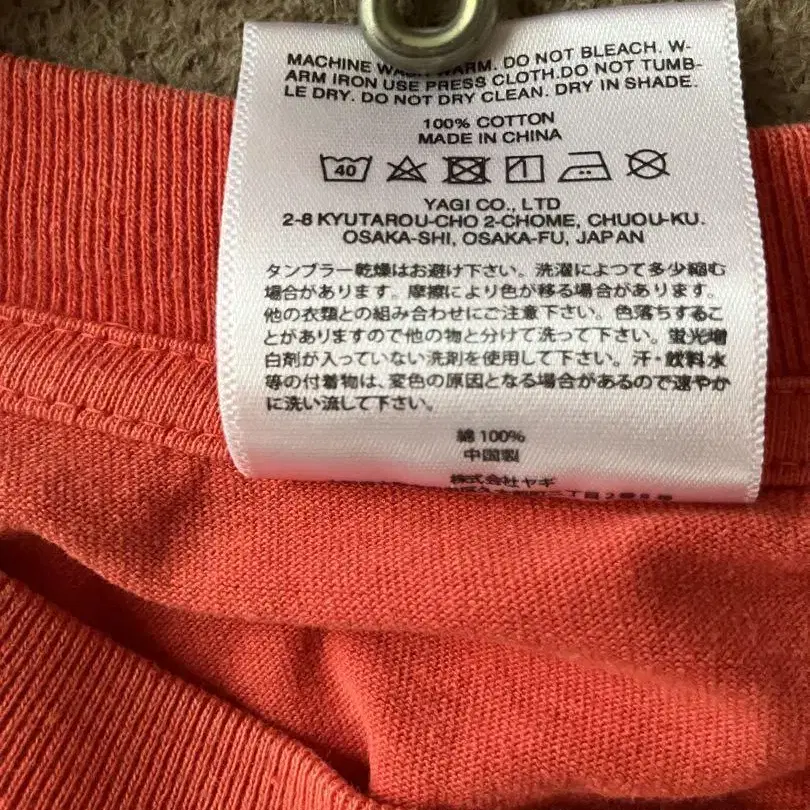 MACHINE WASH WARM. DO NOT BLEACH. W-
ARM IRON USE PRESS CLOTH.DO NOT TUMB-
LE DRY. DO NOT DRY CLEAN. DRY IN SHADE.
100% COTTON
MADE IN CHINA
40
YAGI CO., LTD
2-8 KYUTAROU-CHO 2-CHOME, CHUOU-KU.
OSAKA-SHI, OSAKA-FU, JAPAN
タンブラー乾燥はお避け下さい。洗濯によって多少縮む
場合があります。摩擦により色が移る場合があります。
他の衣類との組み合わせにご注意下さい。色落ちするこ
とがありますので他の物と分けて洗って下さい。蛍光増
白剤が入っていない洗剤を使用して下さい。汗・飲料水
等の付着物は、変色の原因となる場合があるので速やか
に洗い流して下さい。
綿 100%
中国製
株式会社ヤギ